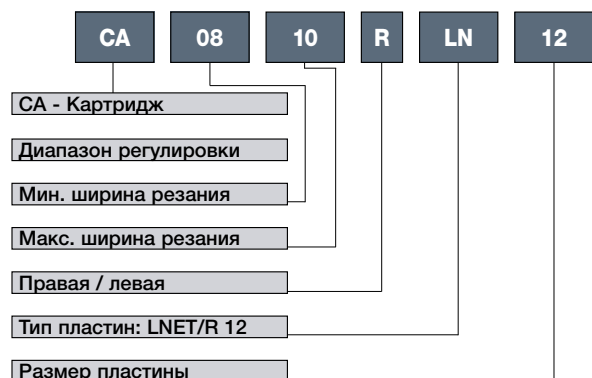 CA 08 10 R LN 12
CA - Картридж
Диапазон регулировки
Мин. ширина резания
Макс. ширина резания
Правая / левая
Тип пластин: LNET/R 12
Размер пластины